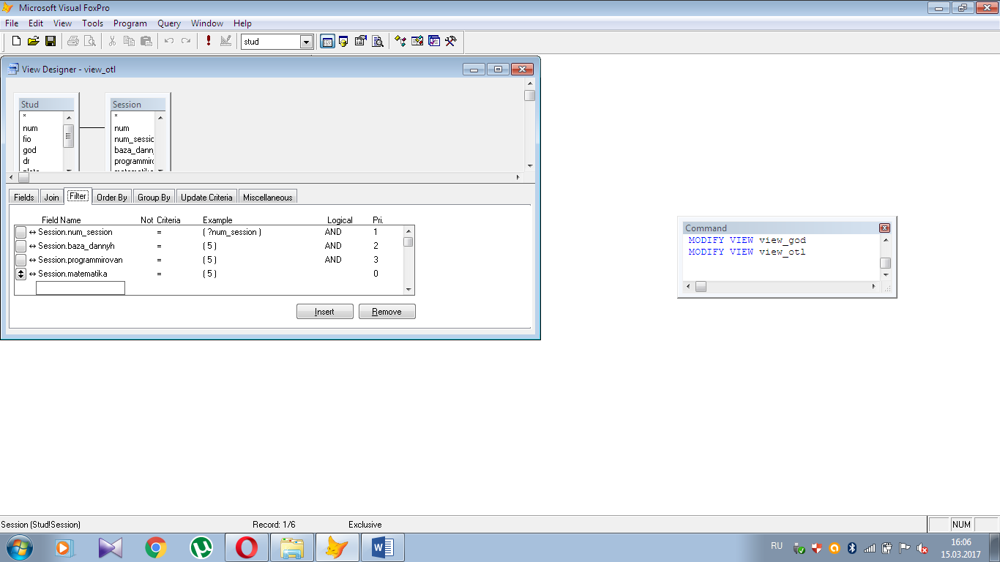 Microsoft Visual FoxPro
File Edit View Tools Program Query Window Help
stud
View Designer - view_otl
Stud
*
num
fio
god
dr
Session
*
num
num_sessio
baza_dann
programmiro
Fields Join Filter Order By Group By Update Criteria Miscellaneous
Field Name Not Criteria Example Logical Pri.
Session.num_session = ( ?num_session ) AND 1
Session.baza_dannyh = ( 5 ) AND 2
Session.programmirovan = ( 5 ) AND 3
Session.matematika = ( 5 ) 0
Insert Remove
Command
MODIFY VIEW view_god
MODIFY VIEW view_otl
Session (Stud!Session) Record: 1/6 Exclusive NUM
RU 16:06
15.03.2017